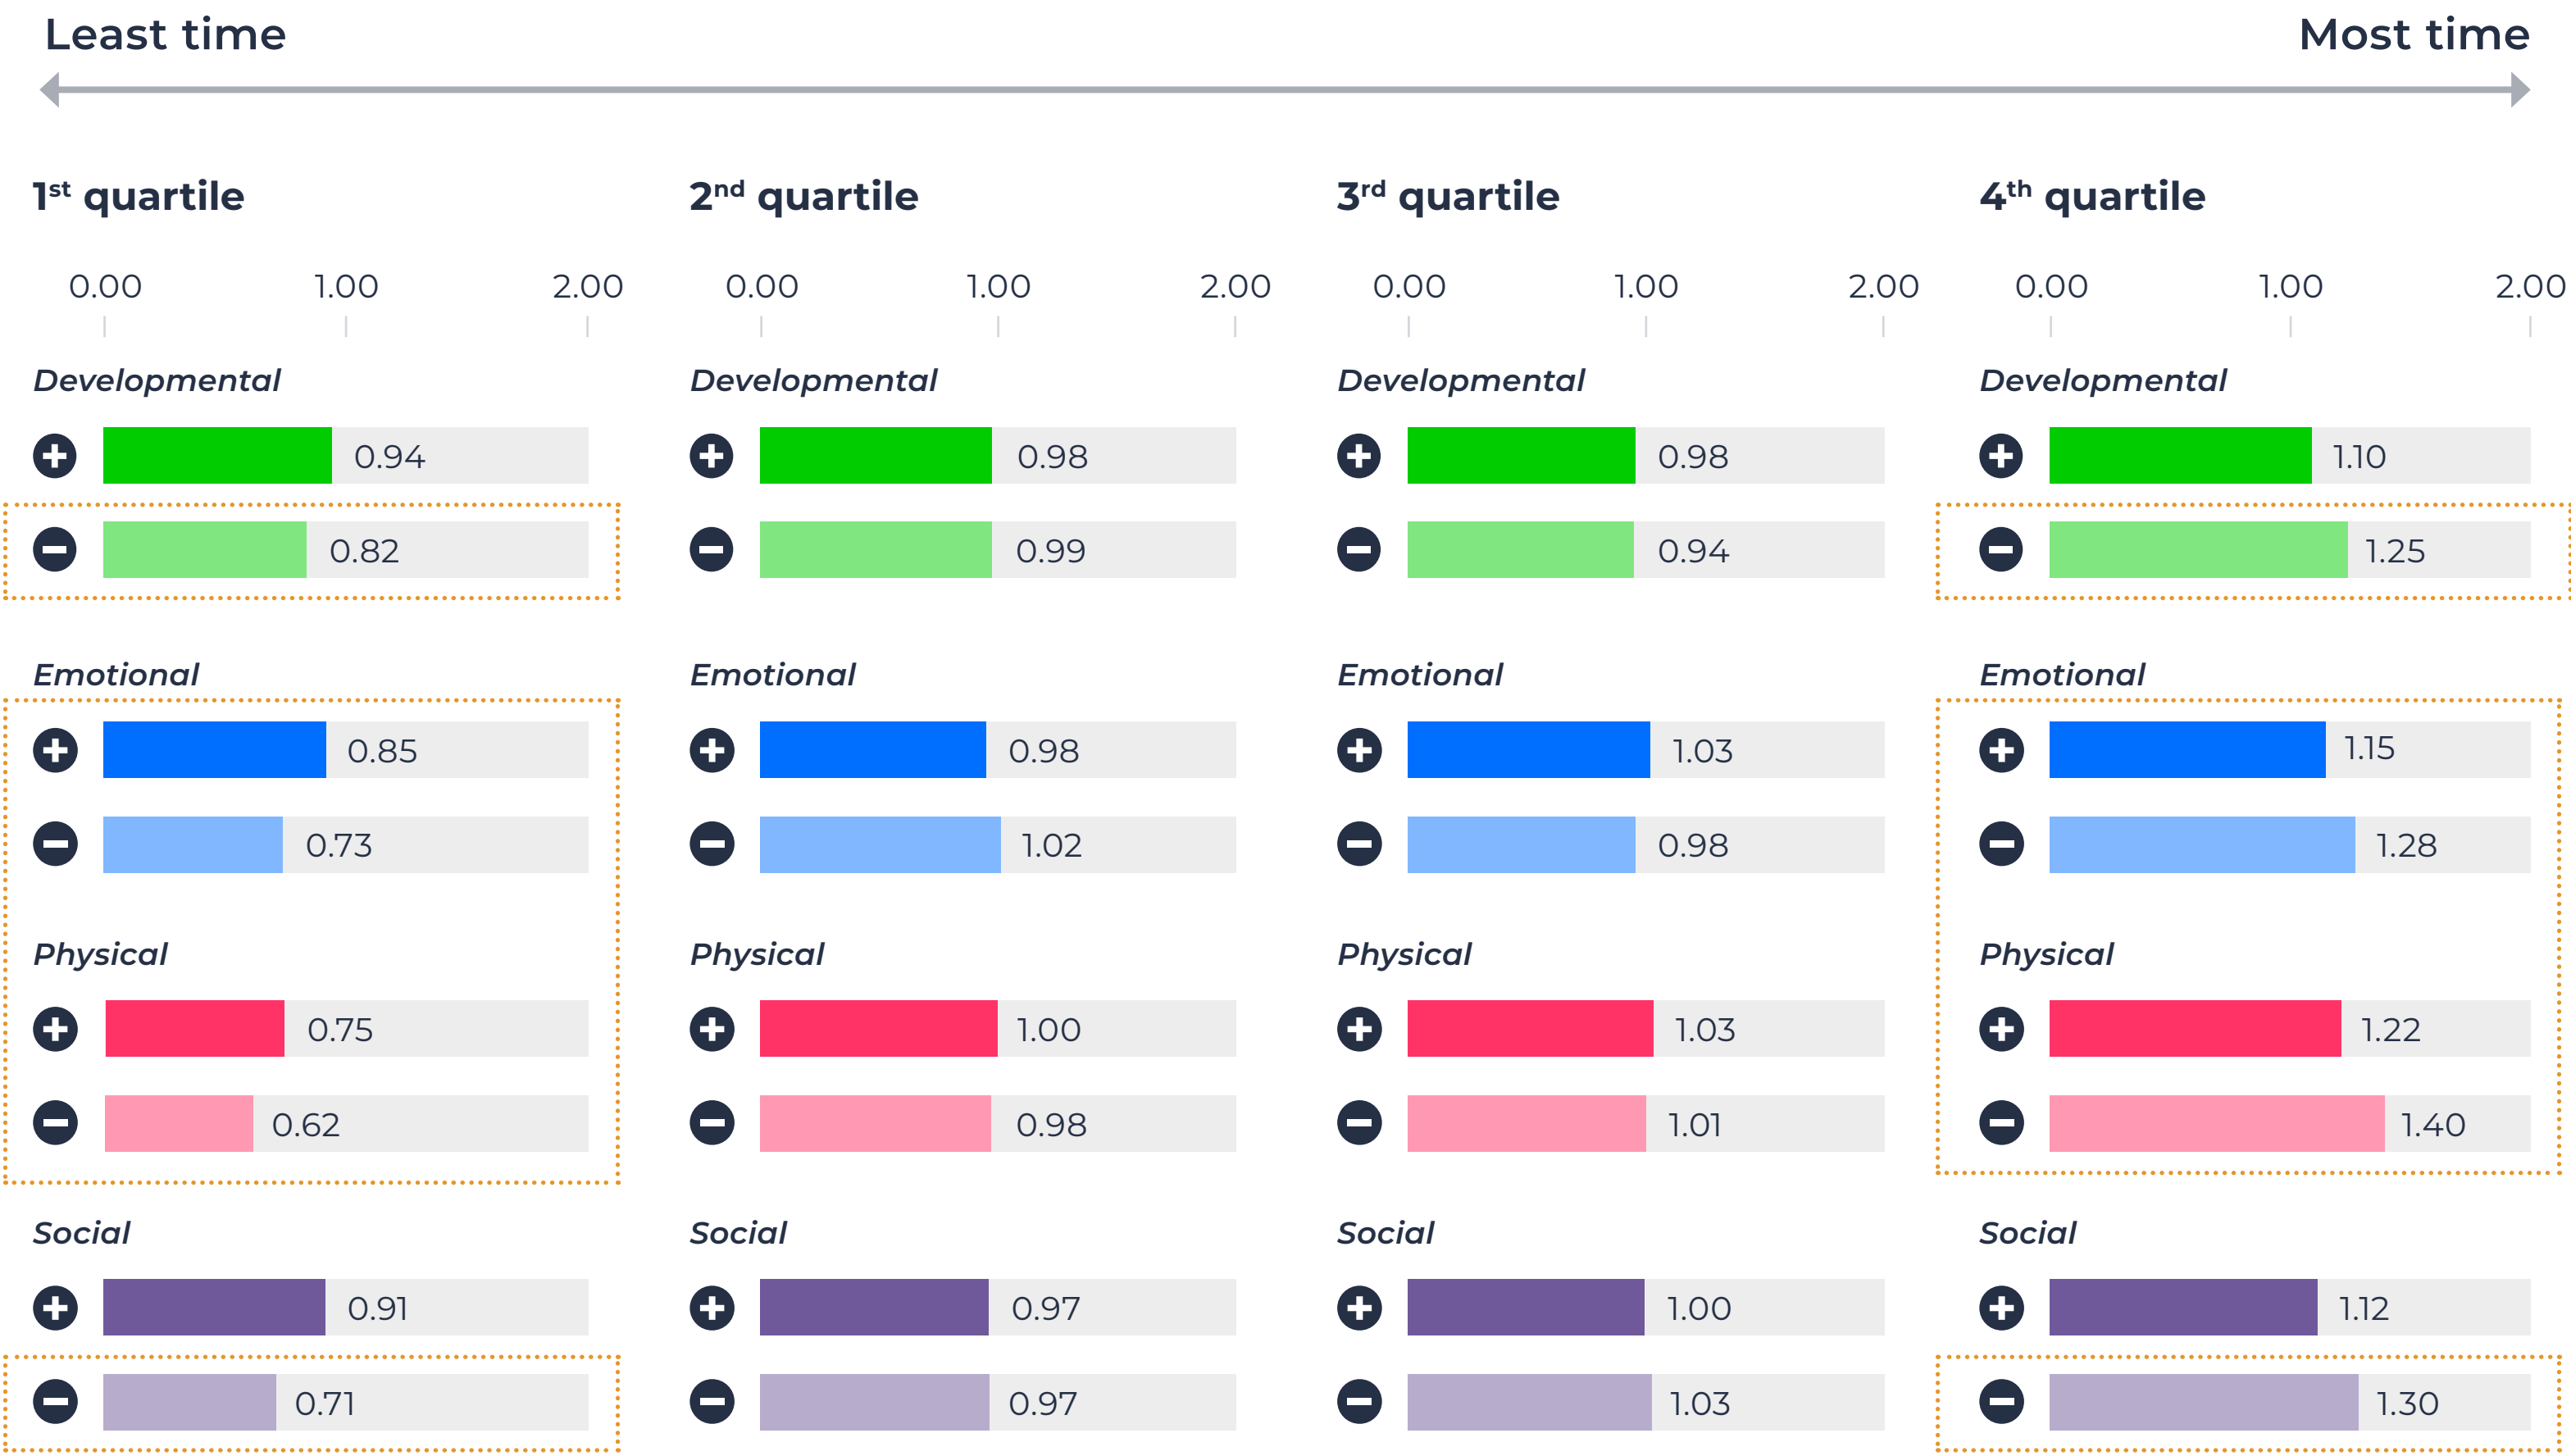 Least time Most time
1st quartile 2nd quartile 3rd quartile 4th quartile
0.00 1.00 2.00 0.00 1.00 2.00 0.00 1.00 2.00 0.00 1.00 2.00
Developmental Developmental Developmental Developmental
+ 0.94 + 0.98 + 0.98 + 1.10
− 0.82 − 0.99 − 0.94 − 1.25
Emotional Emotional Emotional Emotional
+ 0.85 + 0.98 + 1.03 + 1.15
− 0.73 − 1.02 − 0.98 − 1.28
Physical Physical Physical Physical
+ 0.75 + 1.00 + 1.03 + 1.22
− 0.62 − 0.98 − 1.01 − 1.40
Social Social Social Social
+ 0.91 + 0.97 + 1.00 + 1.12
− 0.71 − 0.97 − 1.03 − 1.30